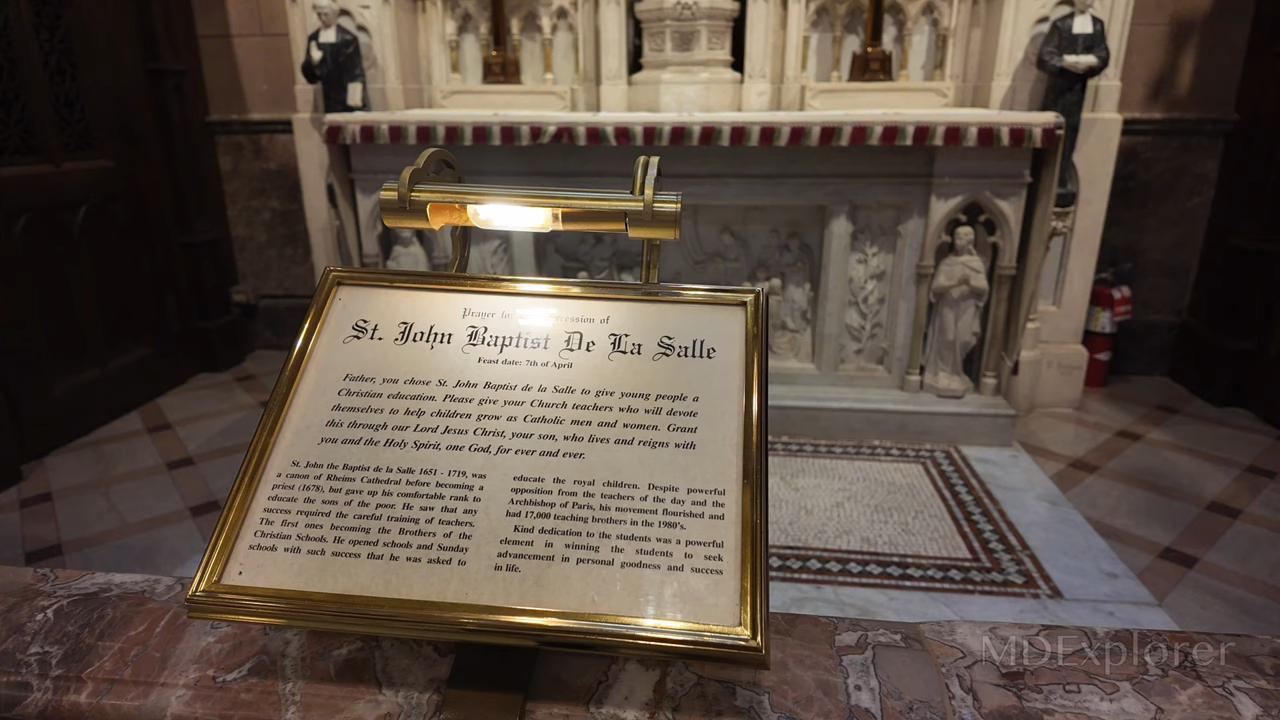 Prayer for
ession of
St. John Baptist De La Salle
Feast date: 7th of April
Father, you chose St. John Baptist de la Salle to give young people a
Christian education. Please give your Church teachers who will devote
themselves to help children grow as Catholic men and women. Grant
this through our Lord Jesus Christ, your son, who lives and reigns with
you and the Holy Spirit, one God, for ever and ever.
St. John the Baptist de la Salle 1651 - 1719, was
a canon of Rheims Cathedral before becoming a
priest (1678), but gave up his comfortable rank to
educate the sons of the poor. He saw that any
success required the careful training of teachers.
The first ones becoming the Brothers of the
Christian Schools. He opened schools and Sunday
schools with such success that he was asked to
educate the royal children. Despite powerful
opposition from the teachers of the day and the
Archbishop of Paris, his movement flourished and
had 17,000 teaching brothers in the 1980's.
Kind dedication to the students was a powerful
element in winning the students to seek
advancement in personal goodness and success
in life.
MDExplorer